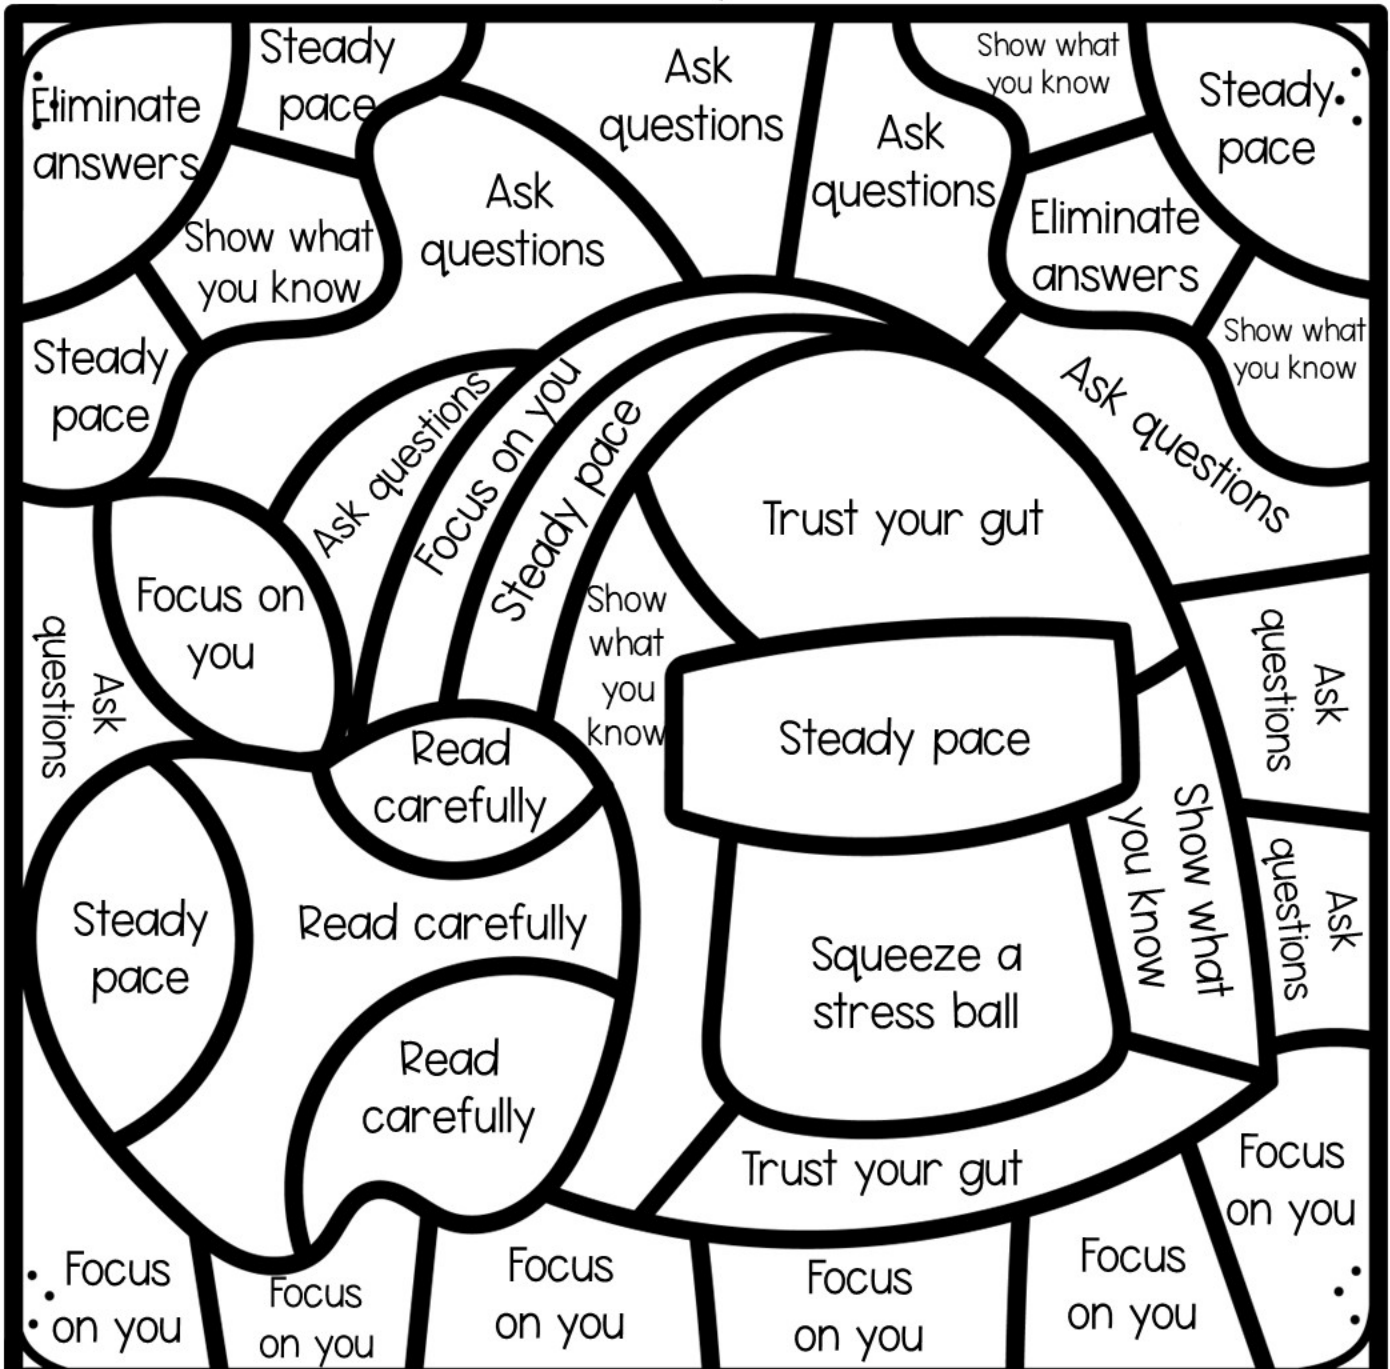 Steady
pace
Ask
questions
Show what
you know
Eliminate
answers
Steady
pace
Ask
questions
Ask
questions
Show what
you know
Eliminate
answers
Steady
pace
Show what
you know
Ask questions
Ask questions
Focus on you
Steady pace
Trust your gut
Focus on
you
Ask
questions
Show
what
you
know
Ask
questions
Read
carefully
Steady pace
Show what
you know
Steady
pace
Read carefully
Squeeze a
stress ball
Ask
questions
Read
carefully
Trust your gut
Focus
on you
Focus
on you
Focus
on you
Focus
on you
Focus
on you
Focus
on you